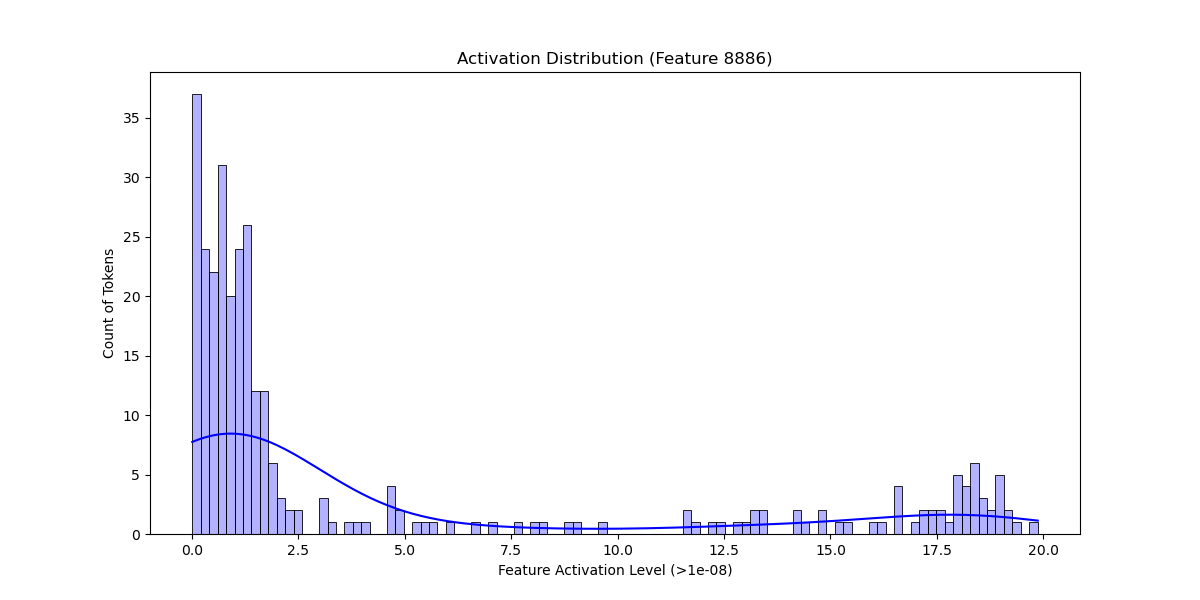 Activation Distribution (Feature 8886)
Count of Tokens
35
30
25
20
15
10
5
0
0.0 2.5 5.0 7.5 10.0 12.5 15.0 17.5 20.0
Feature Activation Level (>1e-08)